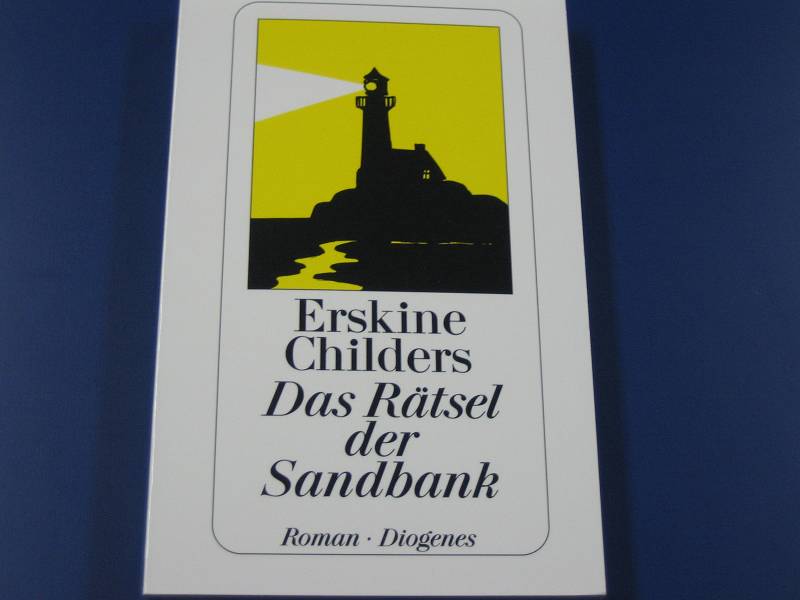 Erskine
Childers
Das Rätsel
der
Sandbank
Roman · Diogenes